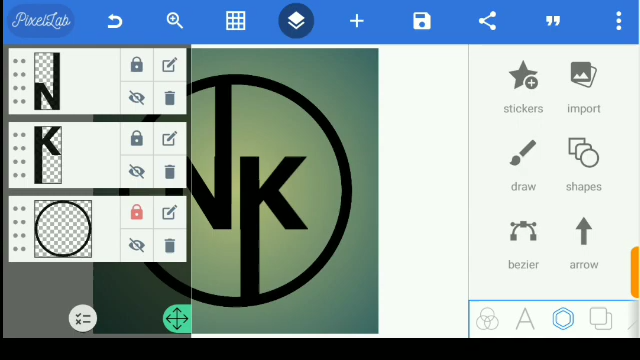 PixelLab
N
K
NK
stickers
import
draw
shapes
bezier
arrow